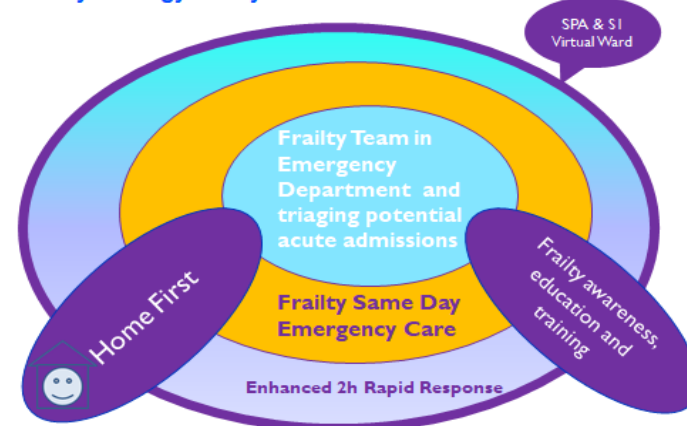 SPA & SI
Virtual Ward
Frailty Team in
Emergency
Department and
triaging potential
acute admissions
Home First
Frailty awareness,
education and
training
Frailty Same Day
Emergency Care
Enhanced 2h Rapid Response